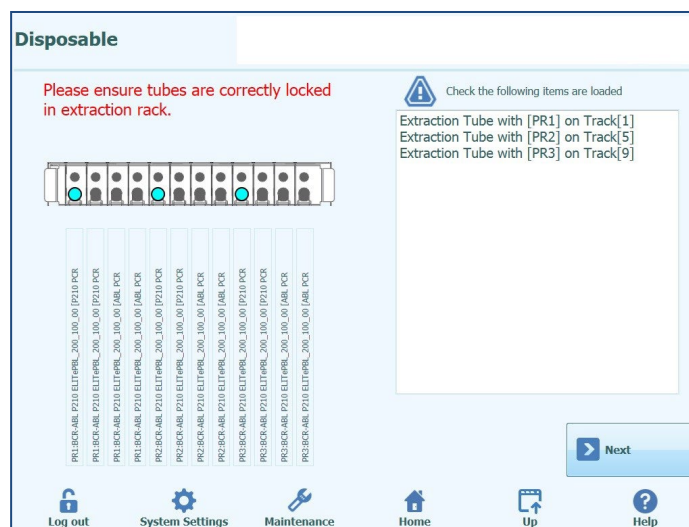 Disposable
Please ensure tubes are correctly locked
in extraction rack.
Check the following items are loaded
Extraction Tube with [PR1] on Track[1]
Extraction Tube with [PR2] on Track[5]
Extraction Tube with [PR3] on Track[9]
PR1:BCR-ABL P210 ELITePBL_200_100_00 [P210 PCR
PR1:BCR-ABL P210 ELITePBL_200_100_00 [P210 PCR
PR1:BCR-ABL P210 ELITePBL_200_100_00 [ABL PCR
PR1:BCR-ABL P210 ELITePBL_200_100_00 [ABL PCR
PR2:BCR-ABL P210 ELITePBL_200_100_00 [P210 PCR
PR2:BCR-ABL P210 ELITePBL_200_100_00 [P210 PCR
PR2:BCR-ABL P210 ELITePBL_200_100_00 [ABL PCR
PR2:BCR-ABL P210 ELITePBL_200_100_00 [ABL PCR
PR3:BCR-ABL P210 ELITePBL_200_100_00 [P210 PCR
PR3:BCR-ABL P210 ELITePBL_200_100_00 [P210 PCR
PR3:BCR-ABL P210 ELITePBL_200_100_00 [ABL PCR
PR3:BCR-ABL P210 ELITePBL_200_100_00 [ABL PCR
Next
Log out
System Settings
Maintenance
Home
Up
Help